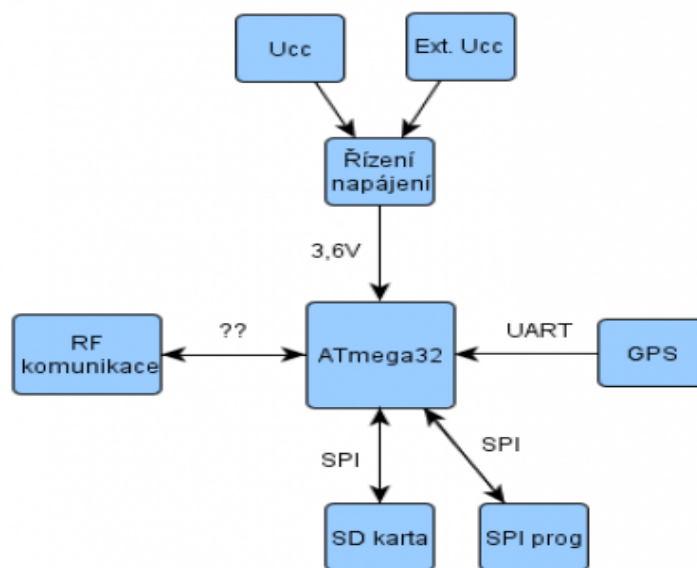 Ucc
Ext. Ucc
Řízení
napájení
3,6V
RF
komunikace
??
ATmega32
UART
GPS
SPI
SPI
SD karta
SPI prog